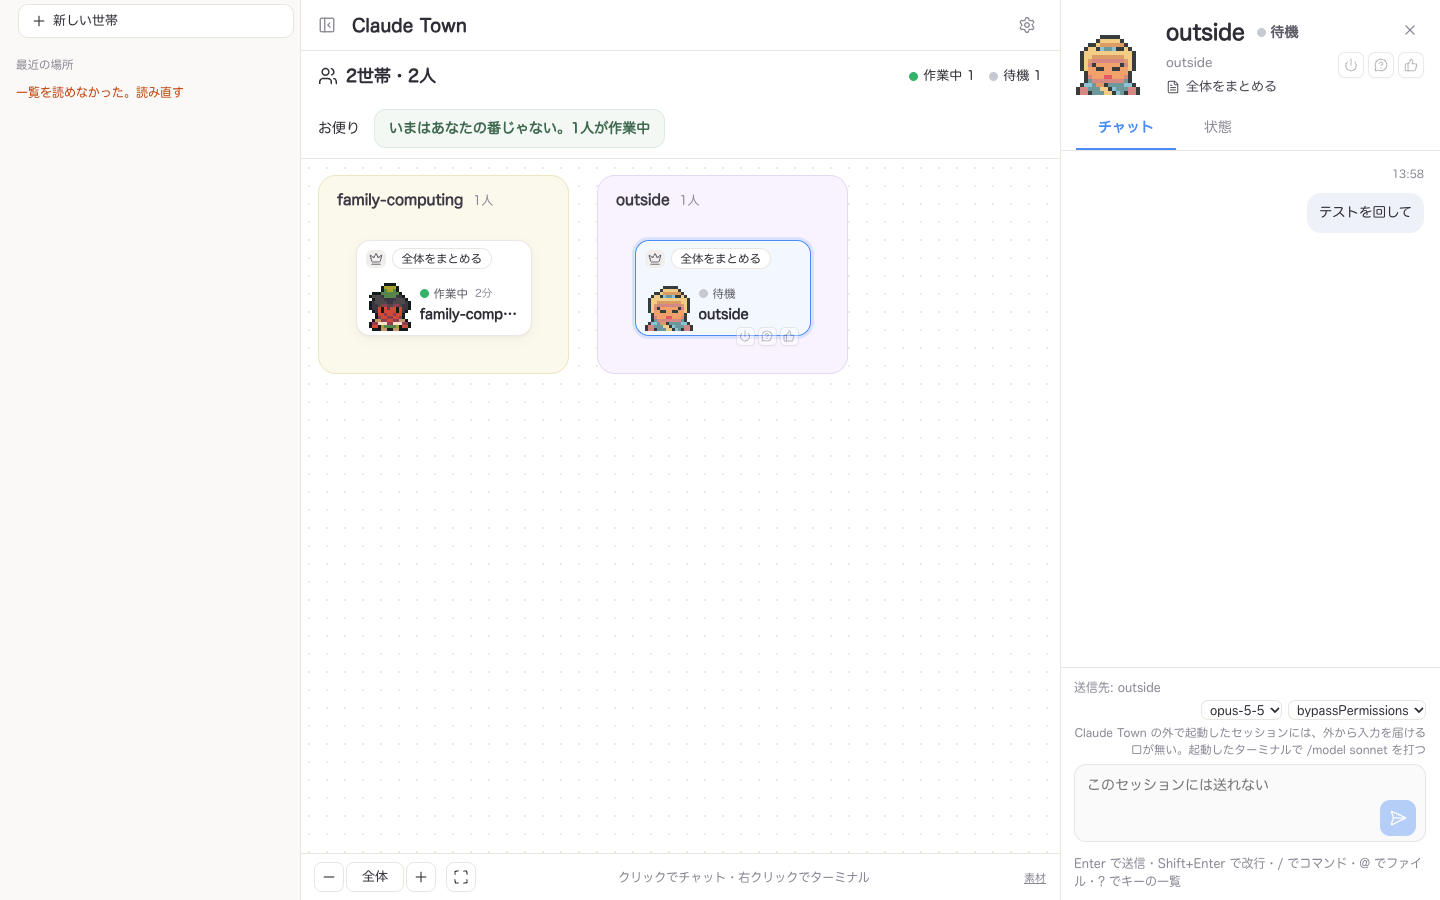 新しい世帯
最近の場所
一覧を読めなかった。読み直す
Claude Town
2世帯・2人
作業中 1
待機 1
お便り
いまはあなたの番じゃない。1人が作業中
family-computing 1人
全体をまとめる
作業中 2分
family-comp…
outside 1人
全体をまとめる
待機
outside
全体
クリックでチャット・右クリックでターミナル
素材
outside 待機
outside
全体をまとめる
チャット
状態
13:58
テストを回して
送信先: outside
opus-5-5
bypassPermissions
Claude Town の外で起動したセッションには、外から入力を届ける
口が無い。起動したターミナルで /model sonnet を打つ
このセッションには送れない
Enter で送信・Shift+Enter で改行・/ でコマンド・@ でファイ
ル・? でキーの一覧